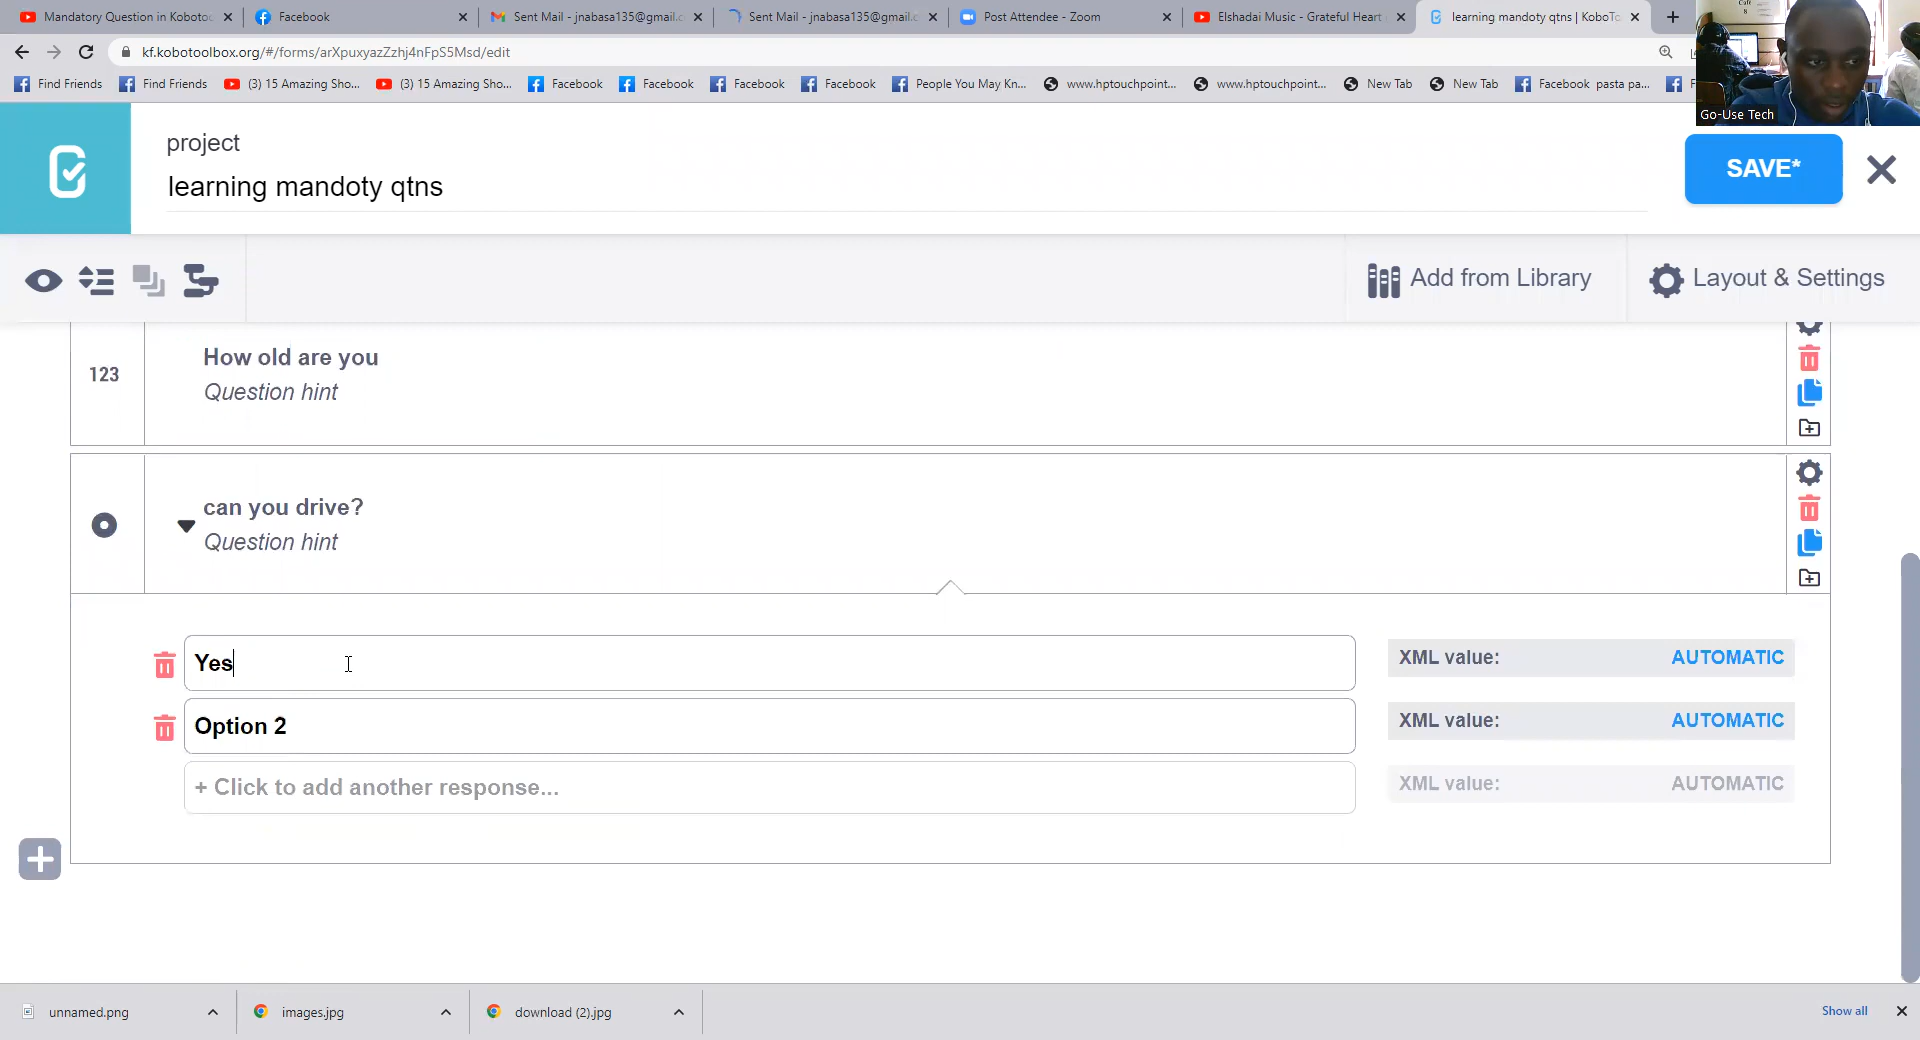 Mandatory Question in Koboto
Facebook
Sent Mail - jnabasa135@gmail.c
Sent Mail - jnabasa135@gmail.co
Post Attendee - Zoom
Elshadai Music - Grateful Heart
learning mandoty qtns | KoboTo
kf.kobotoolbox.org/#/forms/arXpuxyazZzhj4nFpS5Msd/edit
Find Friends
Find Friends
(3) 15 Amazing Sho...
(3) 15 Amazing Sho...
Facebook
Facebook
Facebook
Facebook
People You May Kn...
www.hptouchpoint...
www.hptouchpoint...
New Tab
New Tab
Facebook pasta pa...
Go-Use Tech
project
learning mandoty qtns
SAVE*
Add from Library
Layout & Settings
123
How old are you
Question hint
can you drive?
Question hint
Yes
XML value: AUTOMATIC
Option 2
XML value: AUTOMATIC
+ Click to add another response...
XML value: AUTOMATIC
unnamed.png
images.jpg
download (2).jpg
Show all